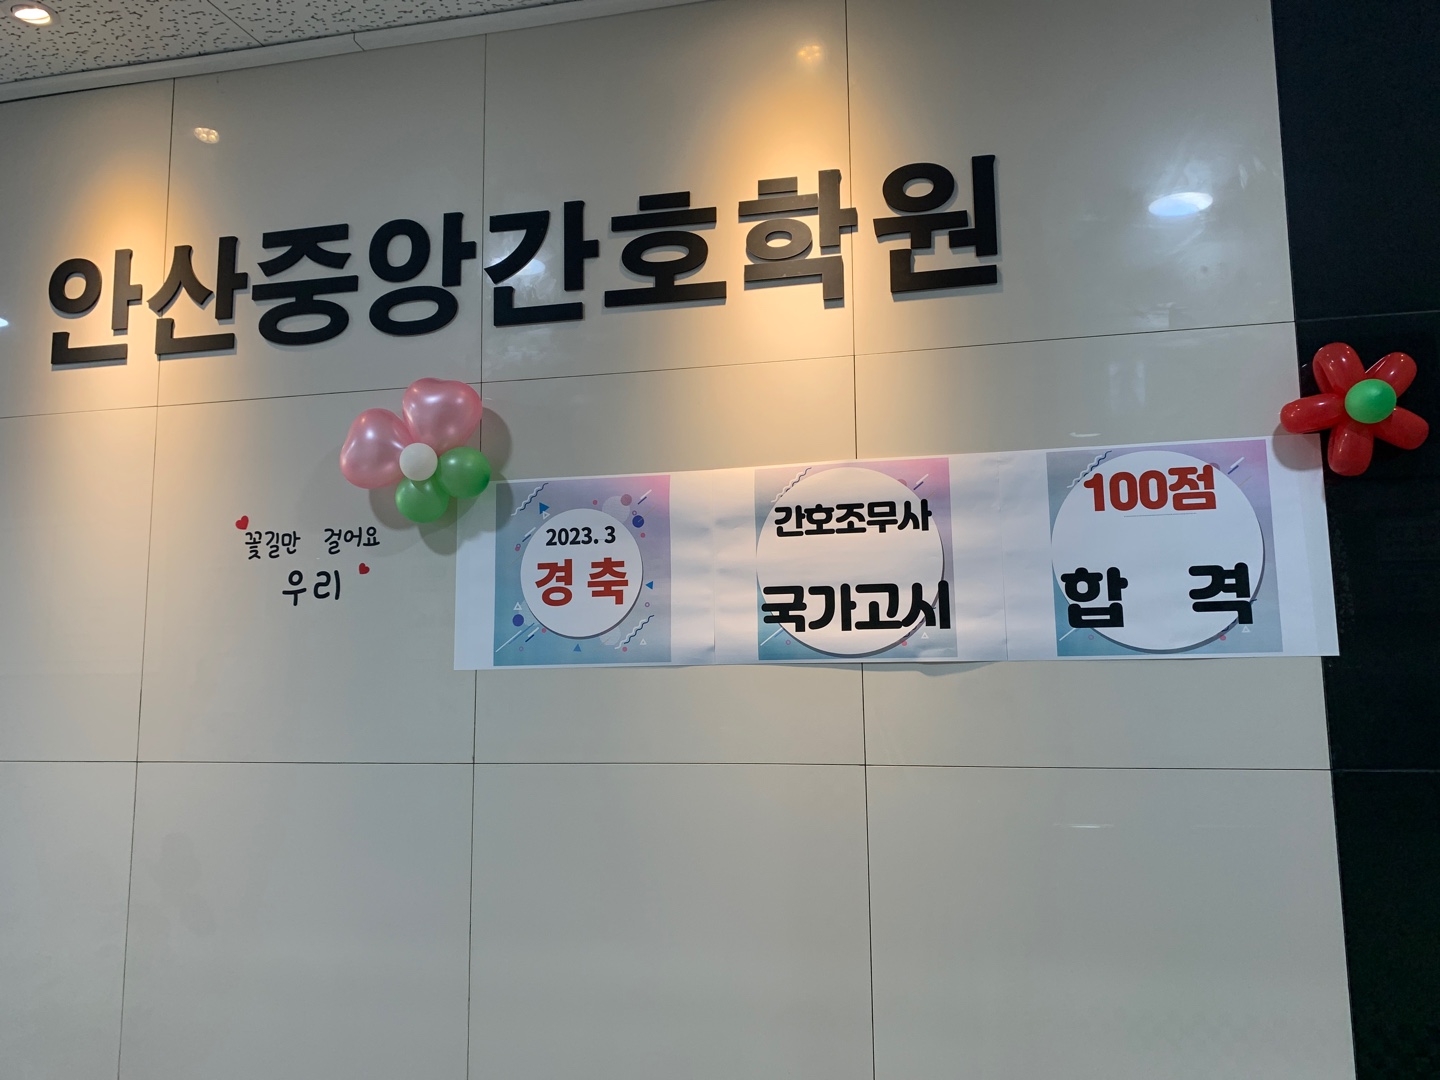 안산중앙간호학원
꽃길만 걸어요
우리
2023. 3
경축
간호조무사
국가고시
100점
합격